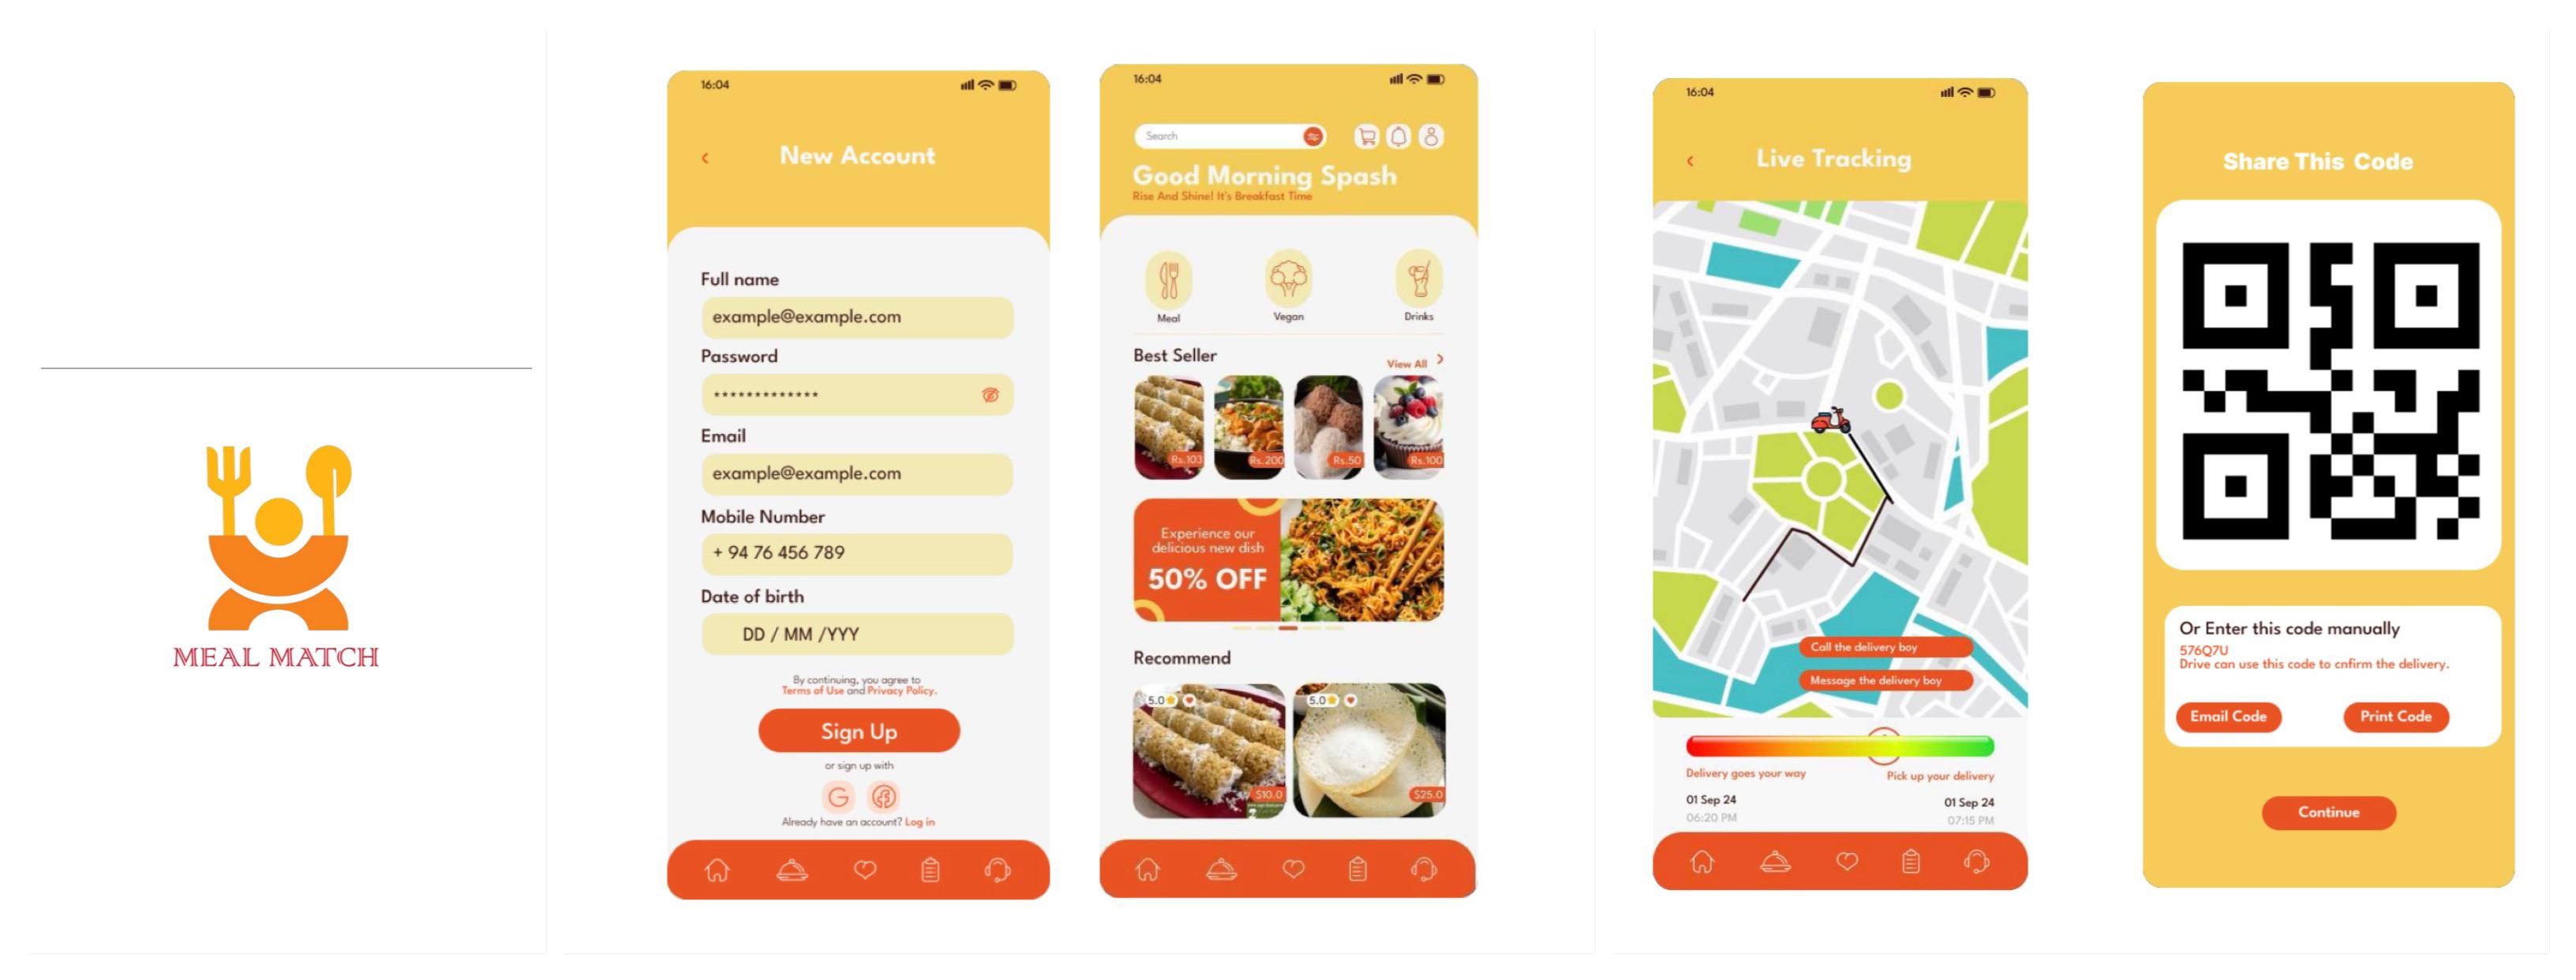 MEAL MATCH
16:04
New Account
Full name
example@example.com
Password
*************
Email
example@example.com
Mobile Number
+ 94 76 456 789
Date of birth
DD / MM /YYY
By continuing, you agree to
Terms of Use and Privacy Policy.
Sign Up
or sign up with
Already have an account? Log in
16:04
Search
Good Morning Spash
Rise And Shine! It's Breakfast Time
Meal
Vegan
Drinks
Best Seller
View All
Rs.103
Rs.200
Rs.50
Rs.100
Experience our
delicious new dish
50% OFF
Recommend
5.0
5.0
$10.0
$25.0
16:04
Live Tracking
Call the delivery boy
Message the delivery boy
Delivery goes your way
Pick up your delivery
01 Sep 24
01 Sep 24
06:20 PM
07:15 PM
Share This Code
Or Enter this code manually
576Q7U
Drive can use this code to cnfirm the delivery.
Email Code
Print Code
Continue